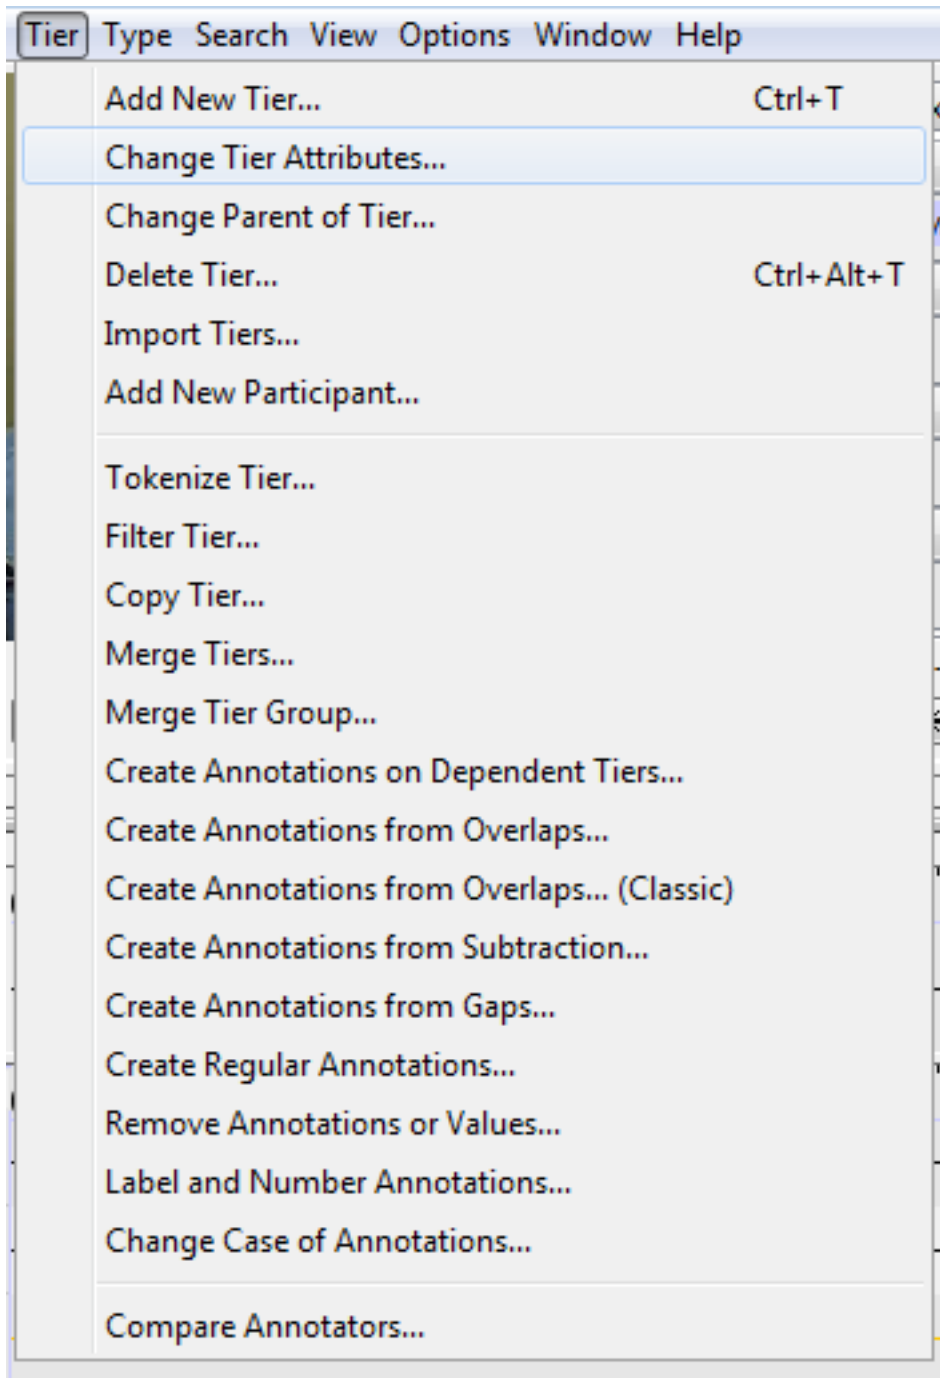 Tier Type Search View Options Window Help
Add New Tier... Ctrl+T
Change Tier Attributes...
Change Parent of Tier...
Delete Tier... Ctrl+Alt+T
Import Tiers...
Add New Participant...
Tokenize Tier...
Filter Tier...
Copy Tier...
Merge Tiers...
Merge Tier Group...
Create Annotations on Dependent Tiers...
Create Annotations from Overlaps...
Create Annotations from Overlaps... (Classic)
Create Annotations from Subtraction...
Create Annotations from Gaps...
Create Regular Annotations...
Remove Annotations or Values...
Label and Number Annotations...
Change Case of Annotations...
Compare Annotators...